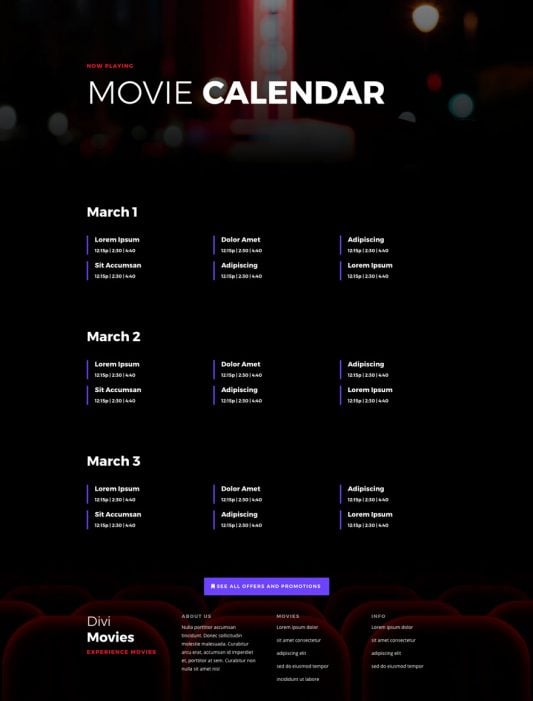 NOW PLAYING
MOVIE CALENDAR
March 1
Lorem Ipsum
12:15p | 2:30 | 4:40
Dolor Amet
12:15p | 2:30 | 4:40
Adipiscing
12:15p | 2:30 | 4:40
Sit Accumsan
12:15p | 2:30 | 4:40
Adipiscing
12:15p | 2:30 | 4:40
Lorem Ipsum
12:15p | 2:30 | 4:40
March 2
Lorem Ipsum
12:15p | 2:30 | 4:40
Dolor Amet
12:15p | 2:30 | 4:40
Adipiscing
12:15p | 2:30 | 4:40
Sit Accumsan
12:15p | 2:30 | 4:40
Adipiscing
12:15p | 2:30 | 4:40
Lorem Ipsum
12:15p | 2:30 | 4:40
March 3
Lorem Ipsum
12:15p | 2:30 | 4:40
Dolor Amet
12:15p | 2:30 | 4:40
Adipiscing
12:15p | 2:30 | 4:40
Sit Accumsan
12:15p | 2:30 | 4:40
Adipiscing
12:15p | 2:30 | 4:40
Lorem Ipsum
12:15p | 2:30 | 4:40
SEE ALL OFFERS AND PROMOTIONS
Divi
Movies
EXPERIENCE MOVIES
ABOUT US
Nulla porttitor accumsan
tincidunt. Donec sollicitudin
molestie malesuada. Curabitur
arcu erat, accumsan id imperdiet
et, porttitor at sem. Curabitur non
nulla sit amet nisl
MOVIES
Lorem ipsum dolor
sit amet consectetur
adipiscing elit
sed do eiusmod tempor
incididunt ut labore
INFO
Lorem ipsum dolor
sit amet consectetur
adipiscing elit
sed do eiusmod tempor